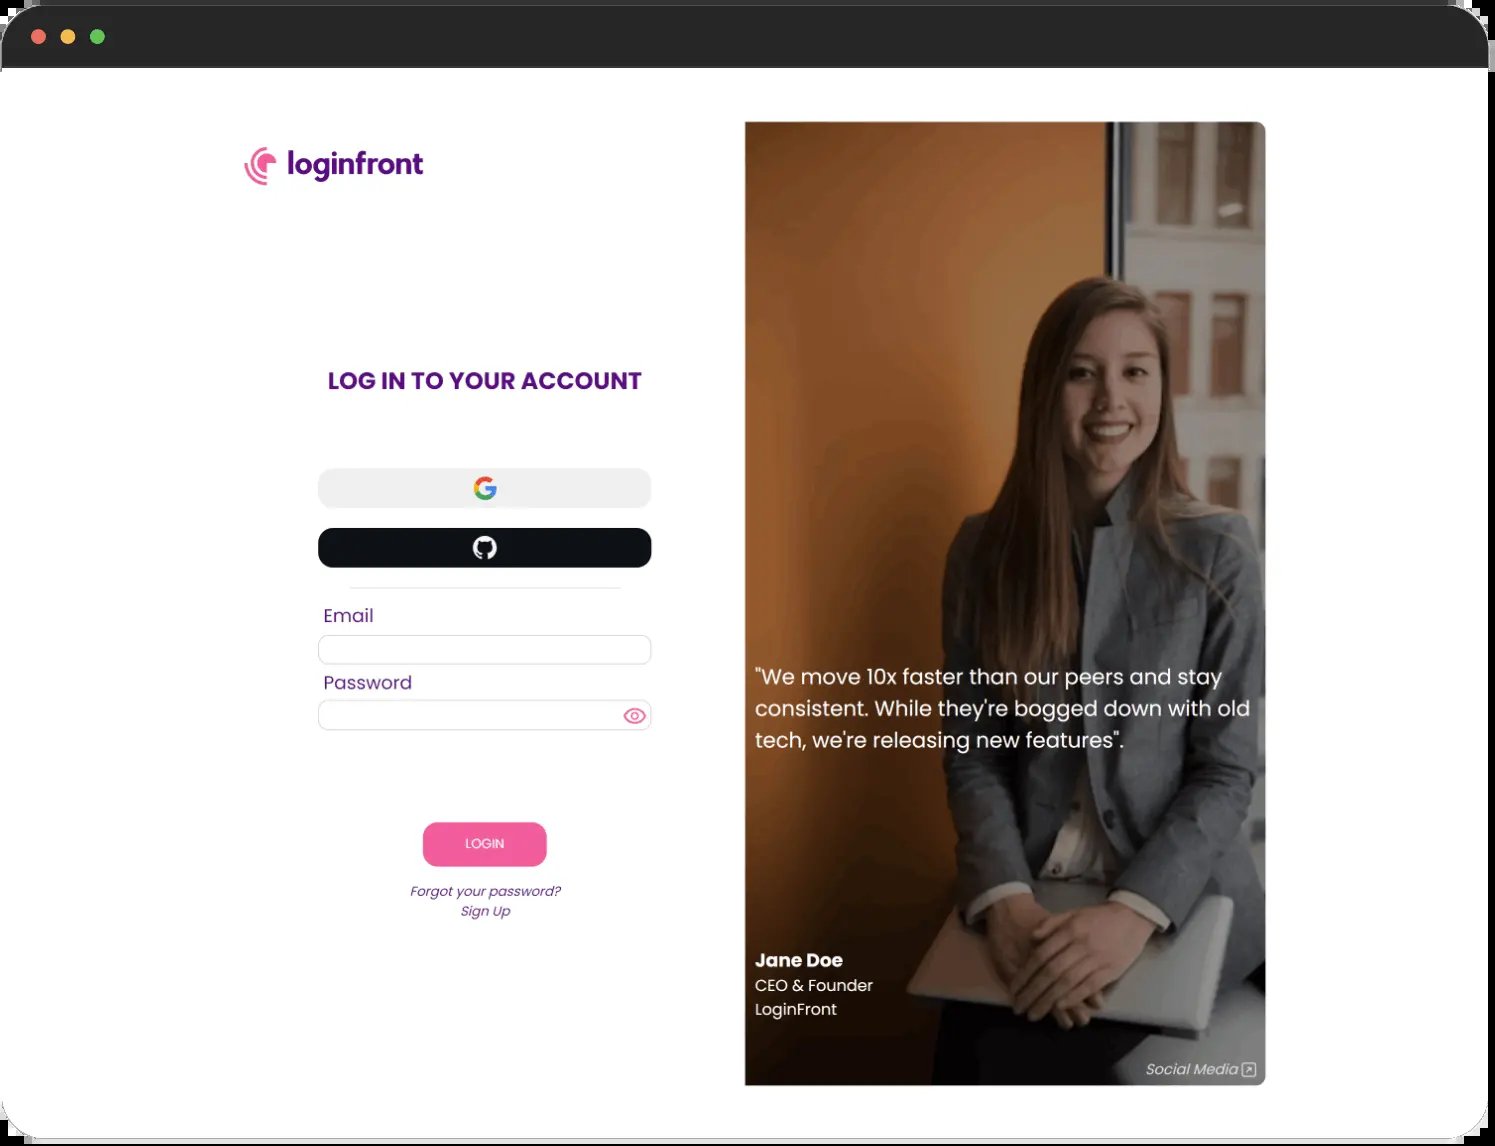 loginfront
LOG IN TO YOUR ACCOUNT
Email
Password
LOGIN
Forgot your password?
Sign Up
"We move 10x faster than our peers and stay
consistent. While they're bogged down with old
tech, we're releasing new features".
Jane Doe
CEO & Founder
LoginFront
Social Media